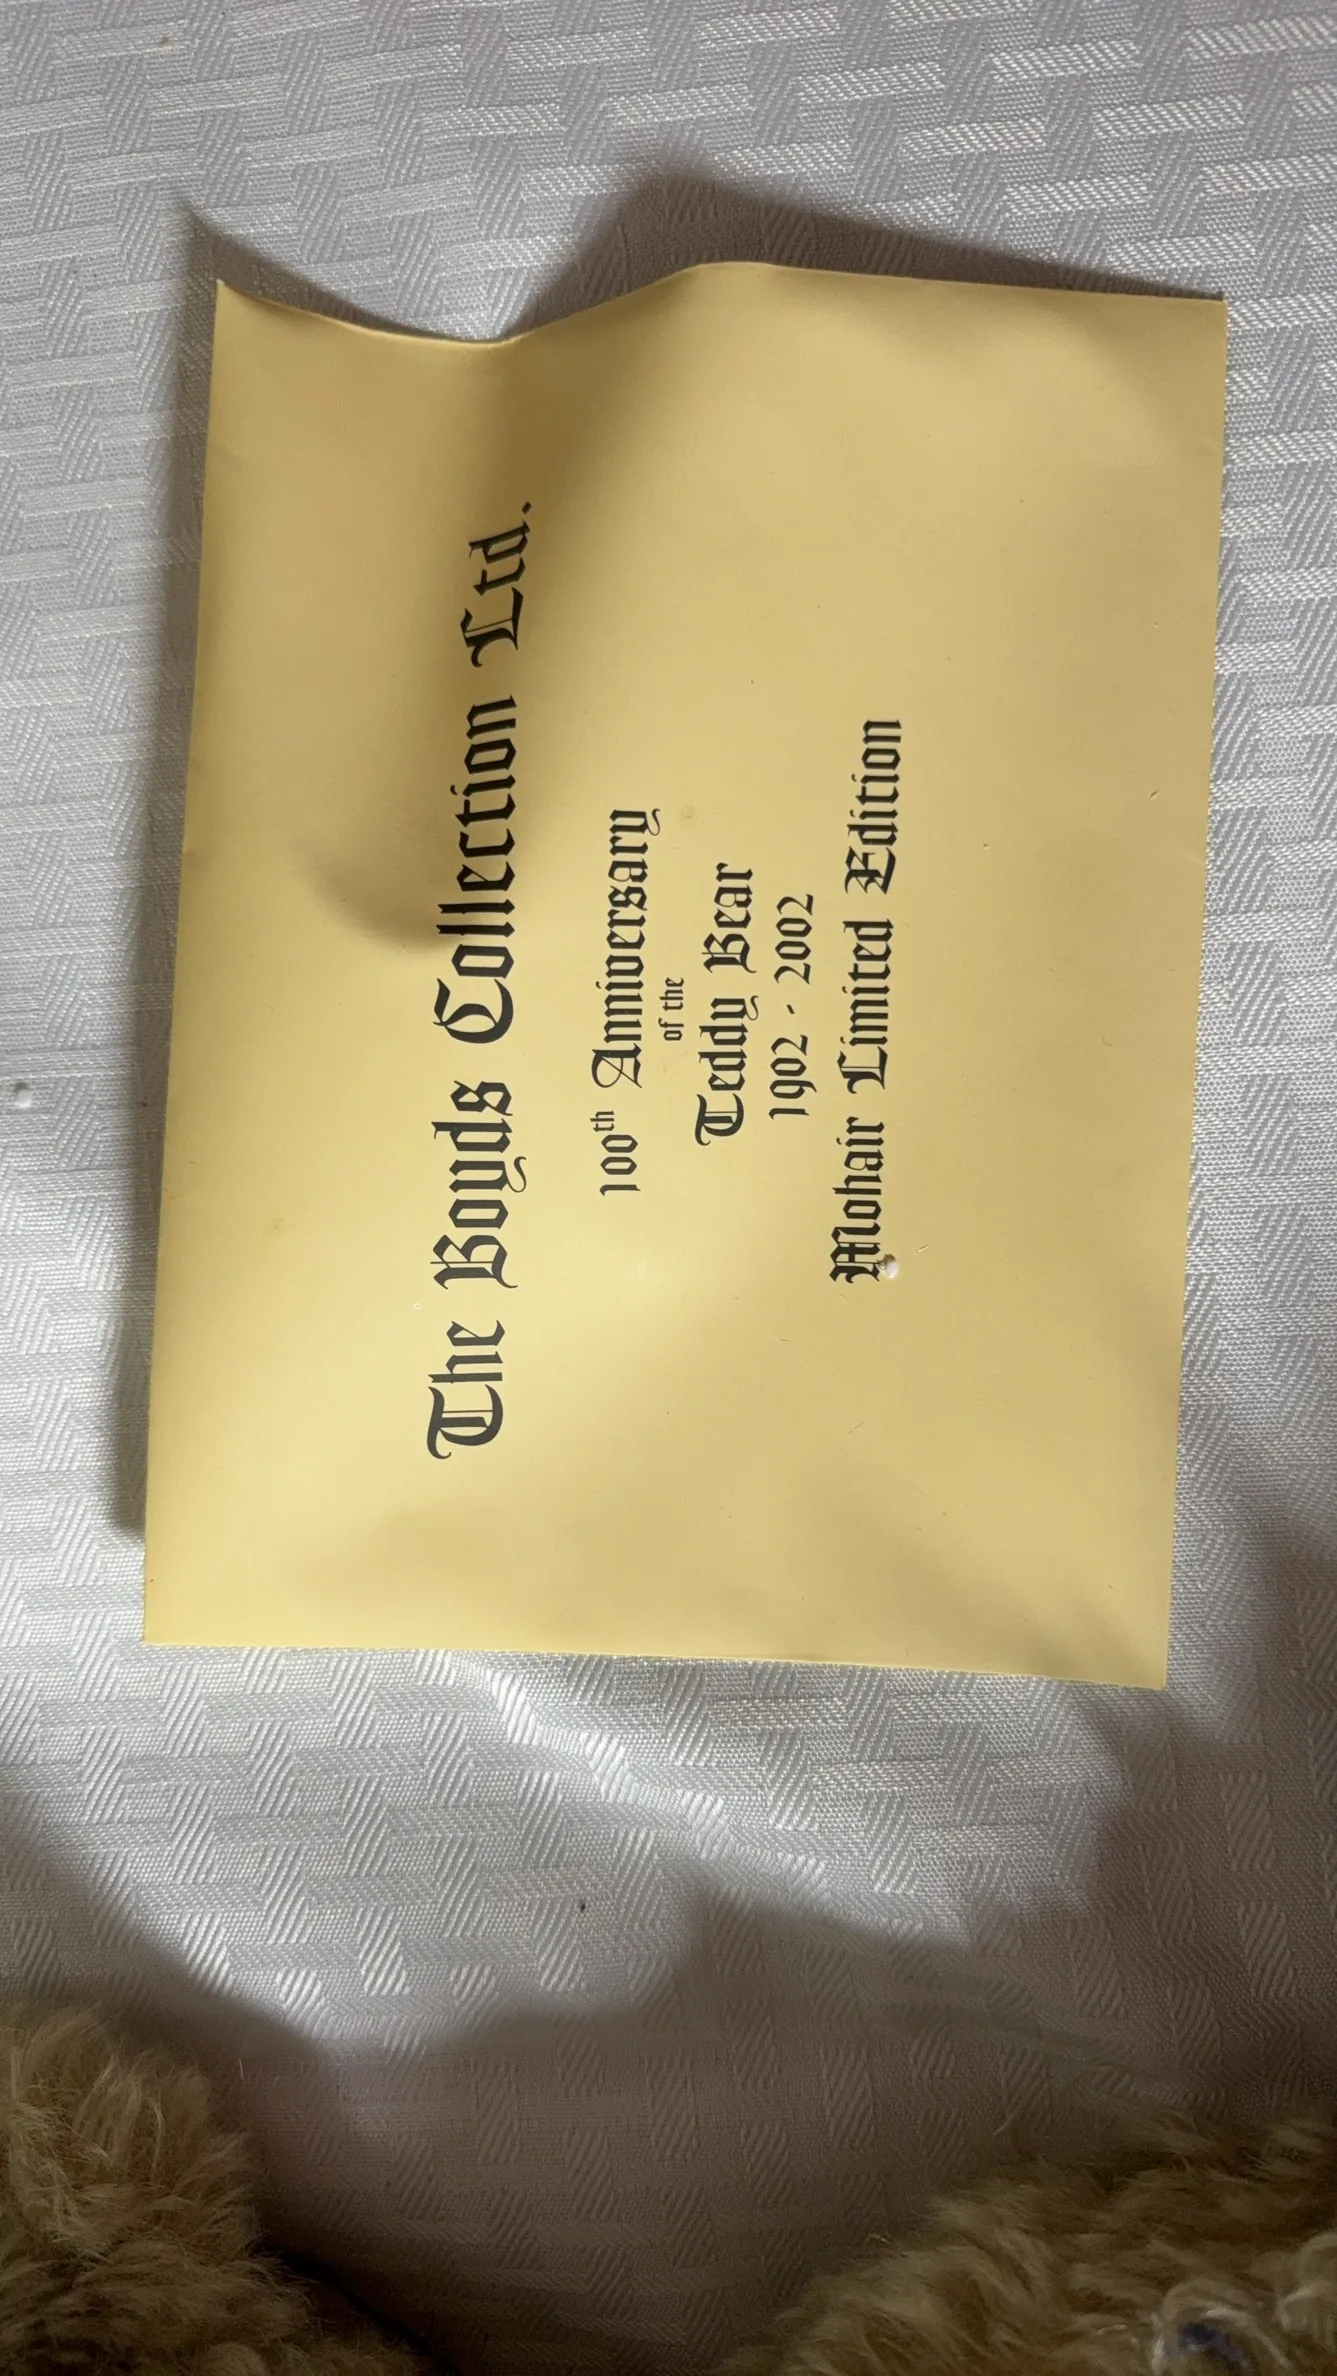 The Boyds Collection Ltd.
100th Anniversary
of the
Teddy Bear
1902 - 2002
Mohair Limited Edition